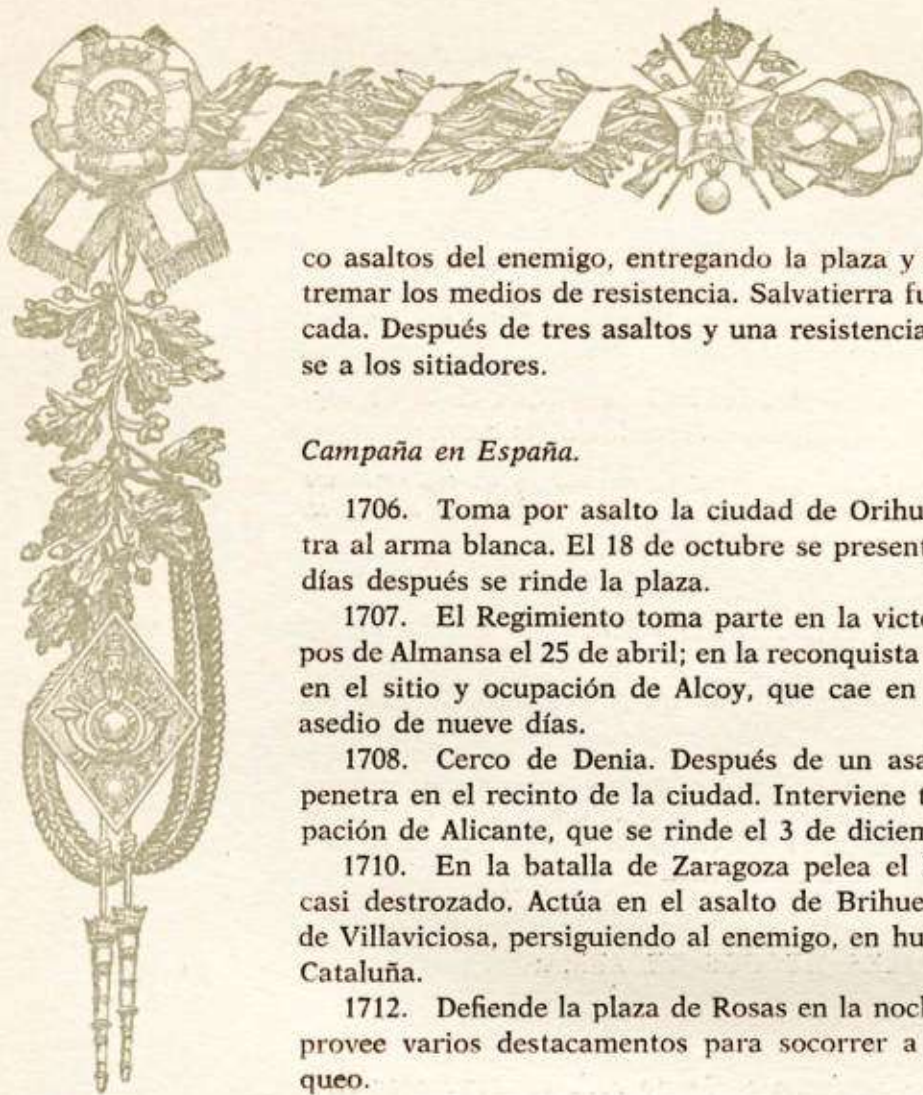 co asaltos del enemigo, entregando la plaza y
tremar los medios de resistencia. Salvatierra fu
cada. Después de tres asaltos y una resistencia
se a los sitiadores.
Campaña en España.
1706. Toma por asalto la ciudad de Orihu
tra al arma blanca. El 18 de octubre se present
días después se rinde la plaza.
1707. El Regimiento toma parte en la victo
pos de Almansa el 25 de abril; en la reconquista
en el sitio y ocupación de Alcoy, que cae en
asedio de nueve días.
1708. Cerco de Denia. Después de un asa
penetra en el recinto de la ciudad. Interviene t
pación de Alicante, que se rinde el 3 de dicien
1710. En la batalla de Zaragoza pelea el
casi destrozado. Actúa en el asalto de Brihue
de Villaviciosa, persiguiendo al enemigo, en hu
Cataluña.
1712. Defiende la plaza de Rosas en la nocl
provee varios destacamentos para socorrer a
queo.